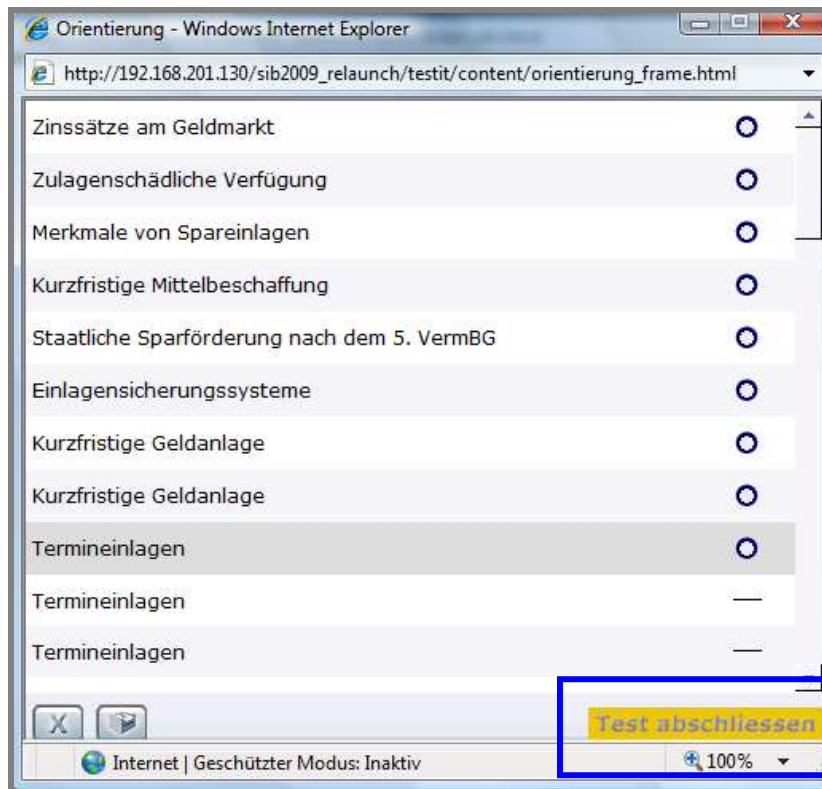 Orientierung - Windows Internet Explorer
http://192.168.201.130/sib2009_relaunch/testit/content/orientierung_frame.html
Zinssätze am Geldmarkt
Zulagenschädliche Verfügung
Merkmale von Spareinlagen
Kurzfristige Mittelbeschaffung
Staatliche Sparförderung nach dem 5. VermBG
Einlagensicherungssysteme
Kurzfristige Geldanlage
Kurzfristige Geldanlage
Termineinlagen
Termineinlagen
Termineinlagen
X
Test abschliessen
Internet | Geschützter Modus: Inaktiv 100%